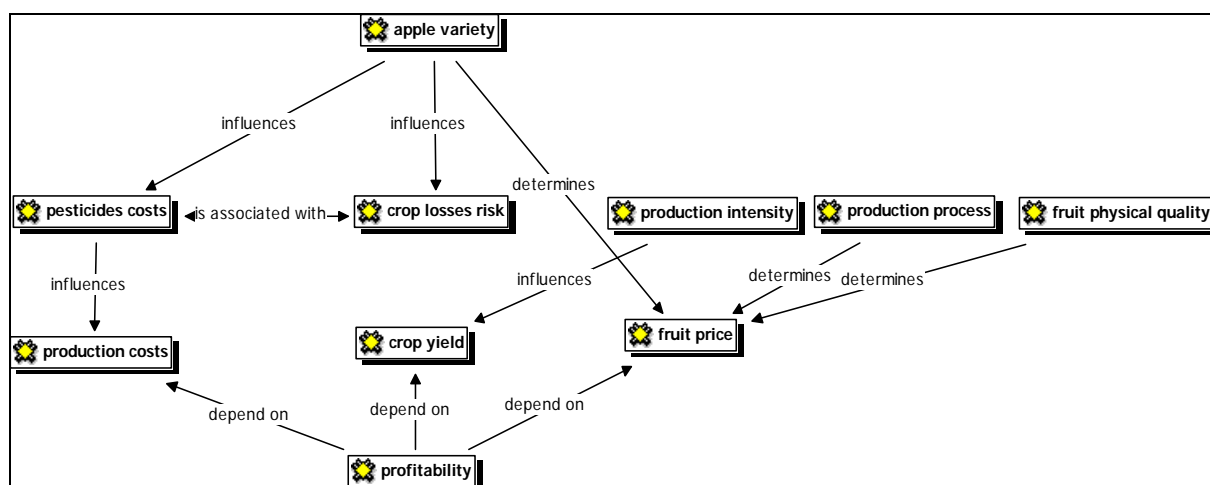 apple variety
influences
influences
determines
pesticides costs
is associated with
crop losses risk
production intensity
production process
fruit physical quality
influences
influences
determines
determines
production costs
crop yield
fruit price
depend on
depend on
depend on
profitability